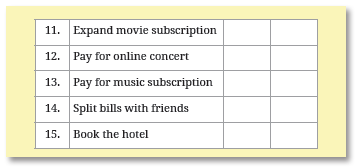 11. Expand movie subscription
12. Pay for online concert
13. Pay for music subscription
14. Split bills with friends
15. Book the hotel